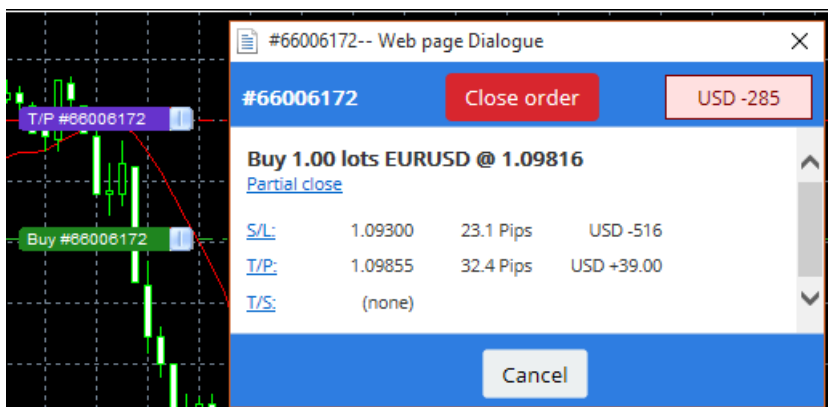 #66006172-- Web page Dialogue
#66006172 Close order USD -285
T/P #66006172
Buy 1.00 lots EURUSD @ 1.09816
Partial close
Buy #66006172
S/L: 1.09300 23.1 Pips USD -516
T/P: 1.09855 32.4 Pips USD +39.00
T/S: (none)
Cancel